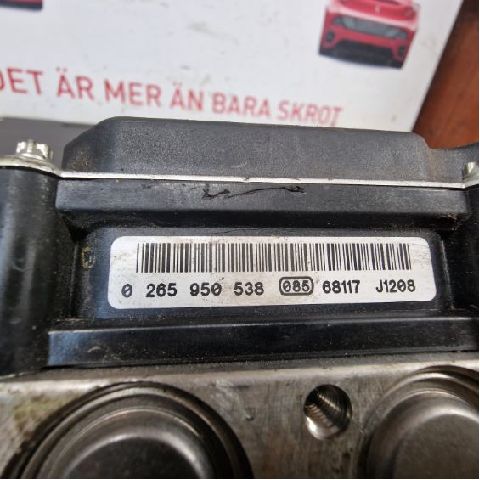 DET ÄR MER ÄN BARA SKROT
0 265 950 538 085 68117 J1208